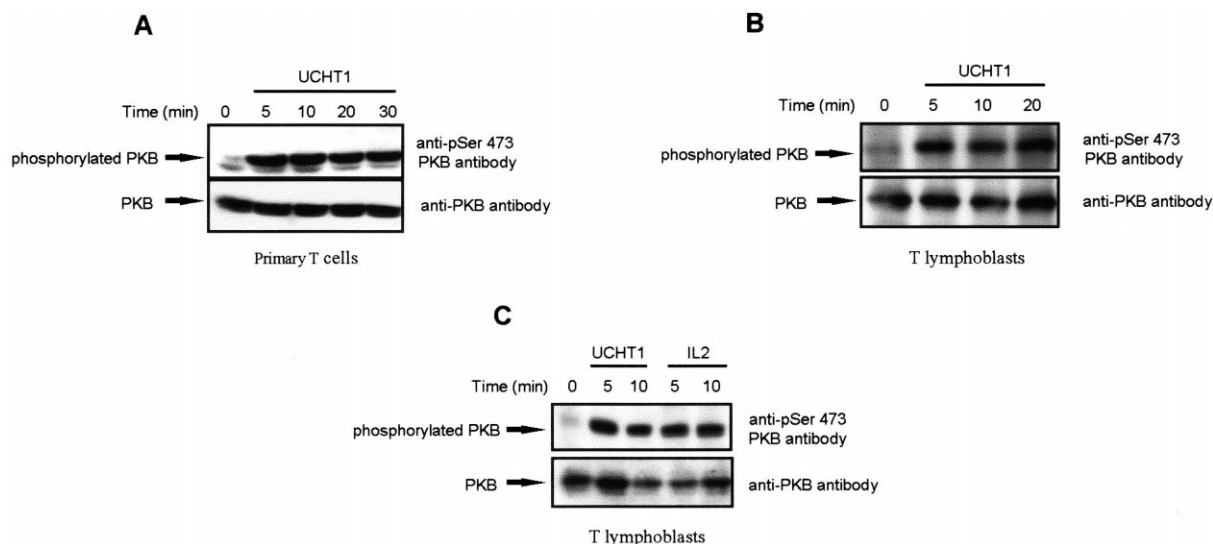 A
UCHT1
Time (min) 0 5 10 20 30
phosphorylated PKB
anti-pSer 473
PKB antibody
PKB
anti-PKB antibody
Primary T cells
B
UCHT1
Time (min) 0 5 10 20
phosphorylated PKB
anti-pSer 473
PKB antibody
PKB
anti-PKB antibody
T lymphoblasts
C
UCHT1 IL2
Time (min) 0 5 10 5 10
phosphorylated PKB
anti-pSer 473
PKB antibody
PKB
anti-PKB antibody
T lymphoblasts